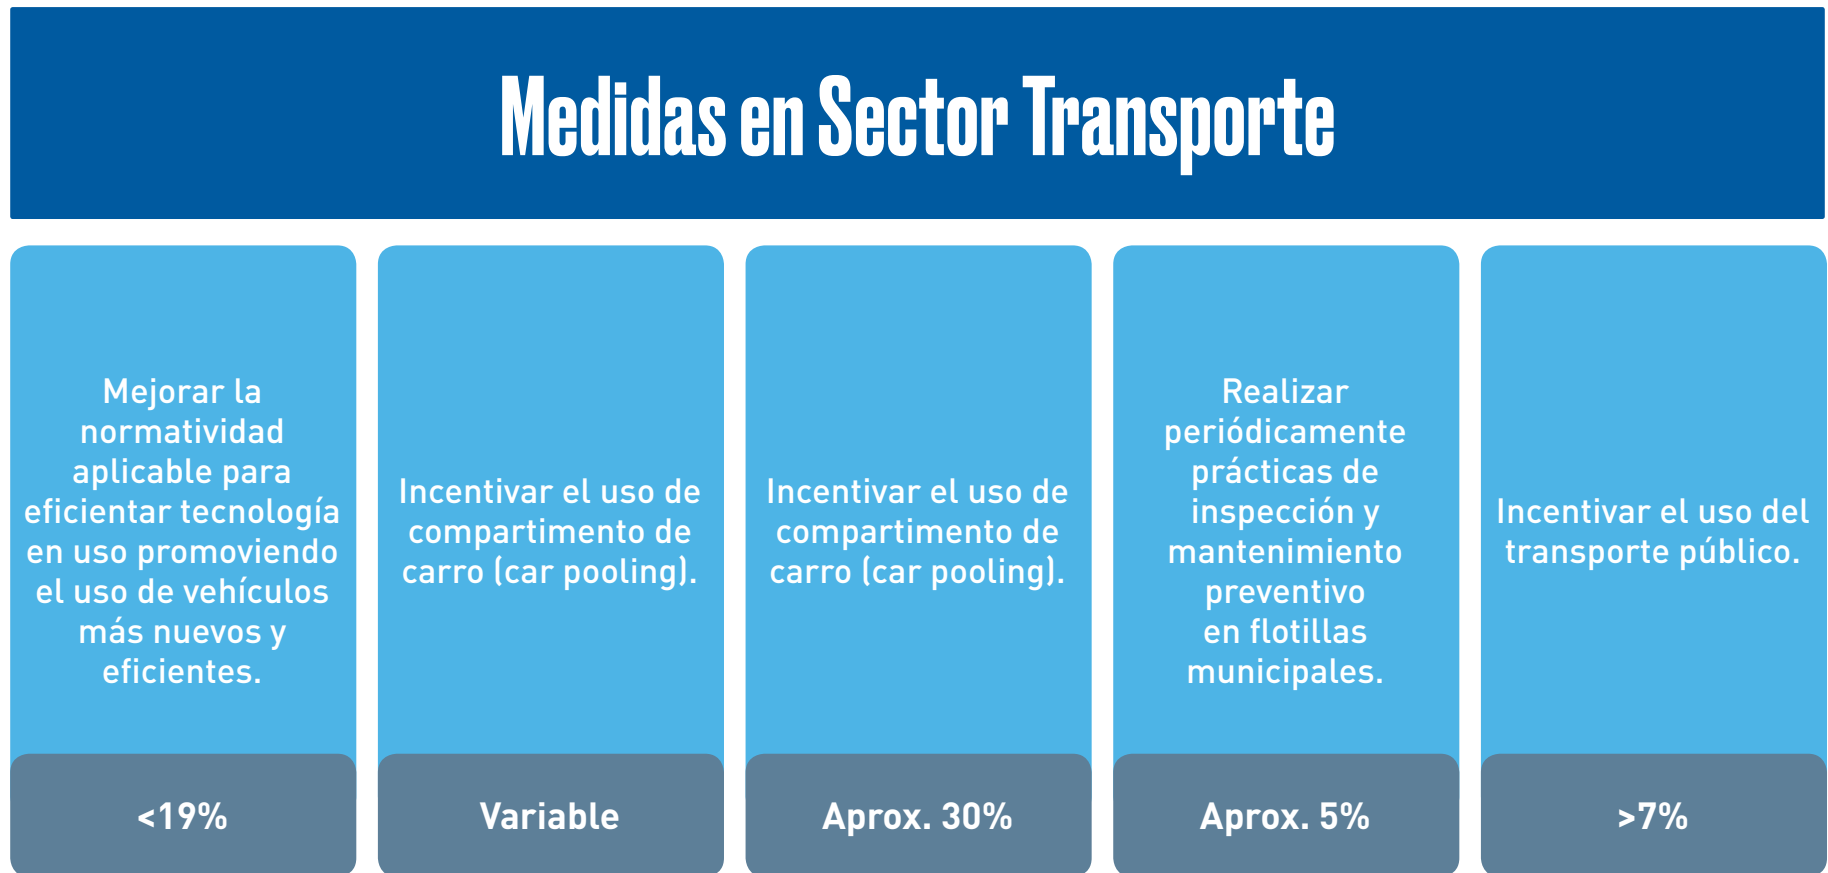 Medidas en Sector Transporte
Mejorar la
normatividad
aplicable para
eficientar tecnología
en uso promoviendo
el uso de vehículos
más nuevos y
eficientes.
<19%
Incentivar el uso de
compartimento de
carro (car pooling).
Variable
Incentivar el uso de
compartimento de
carro (car pooling).
Aprox. 30%
Realizar
periódicamente
prácticas de
inspección y
mantenimiento
preventivo
en flotillas
municipales.
Aprox. 5%
Incentivar el uso del
transporte público.
>7%